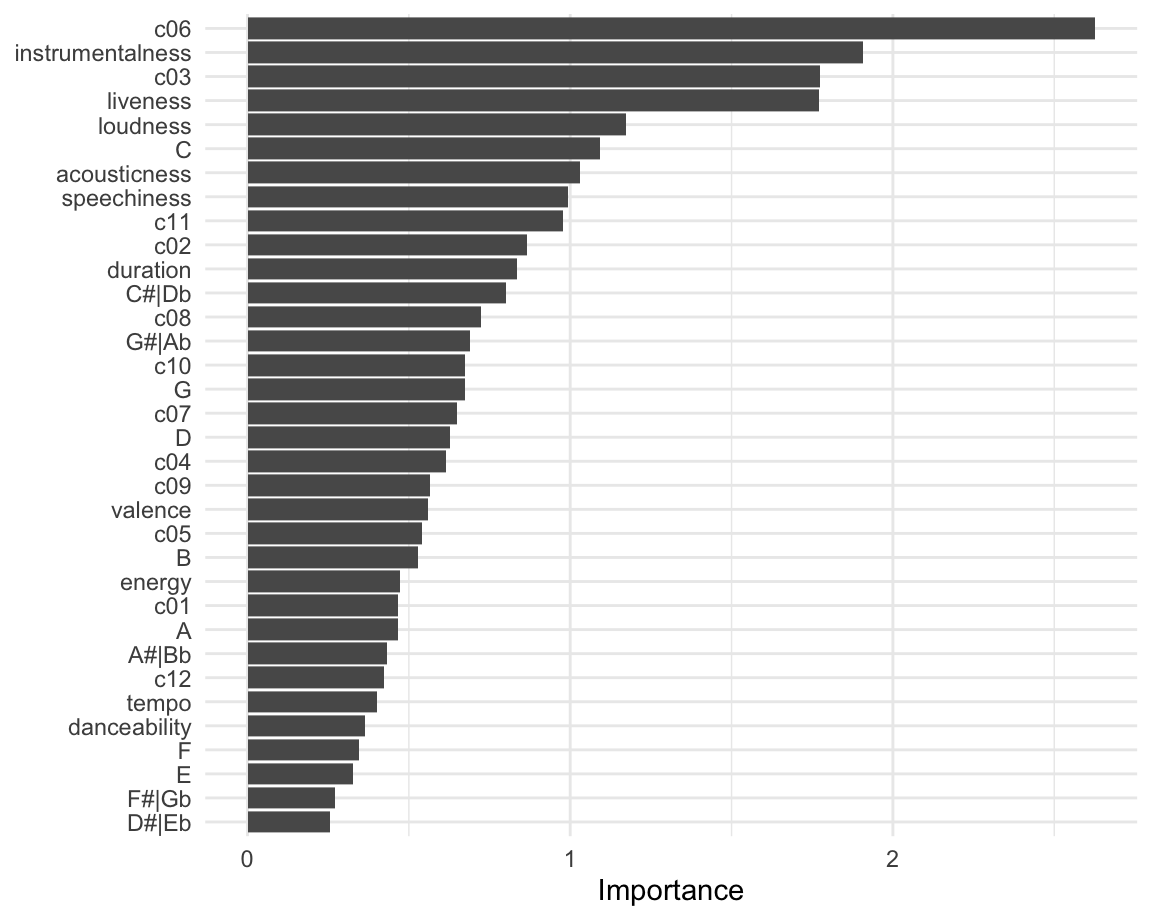 c06
instrumentalness
c03
liveness
loudness
C
acousticness
speechiness
c11
c02
duration
C#|Db
c08
G#|Ab
c10
G
c07
D
c04
c09
valence
c05
B
energy
c01
A
A#|Bb
c12
tempo
danceability
F
E
F#|Gb
D#|Eb
0 1 2
Importance